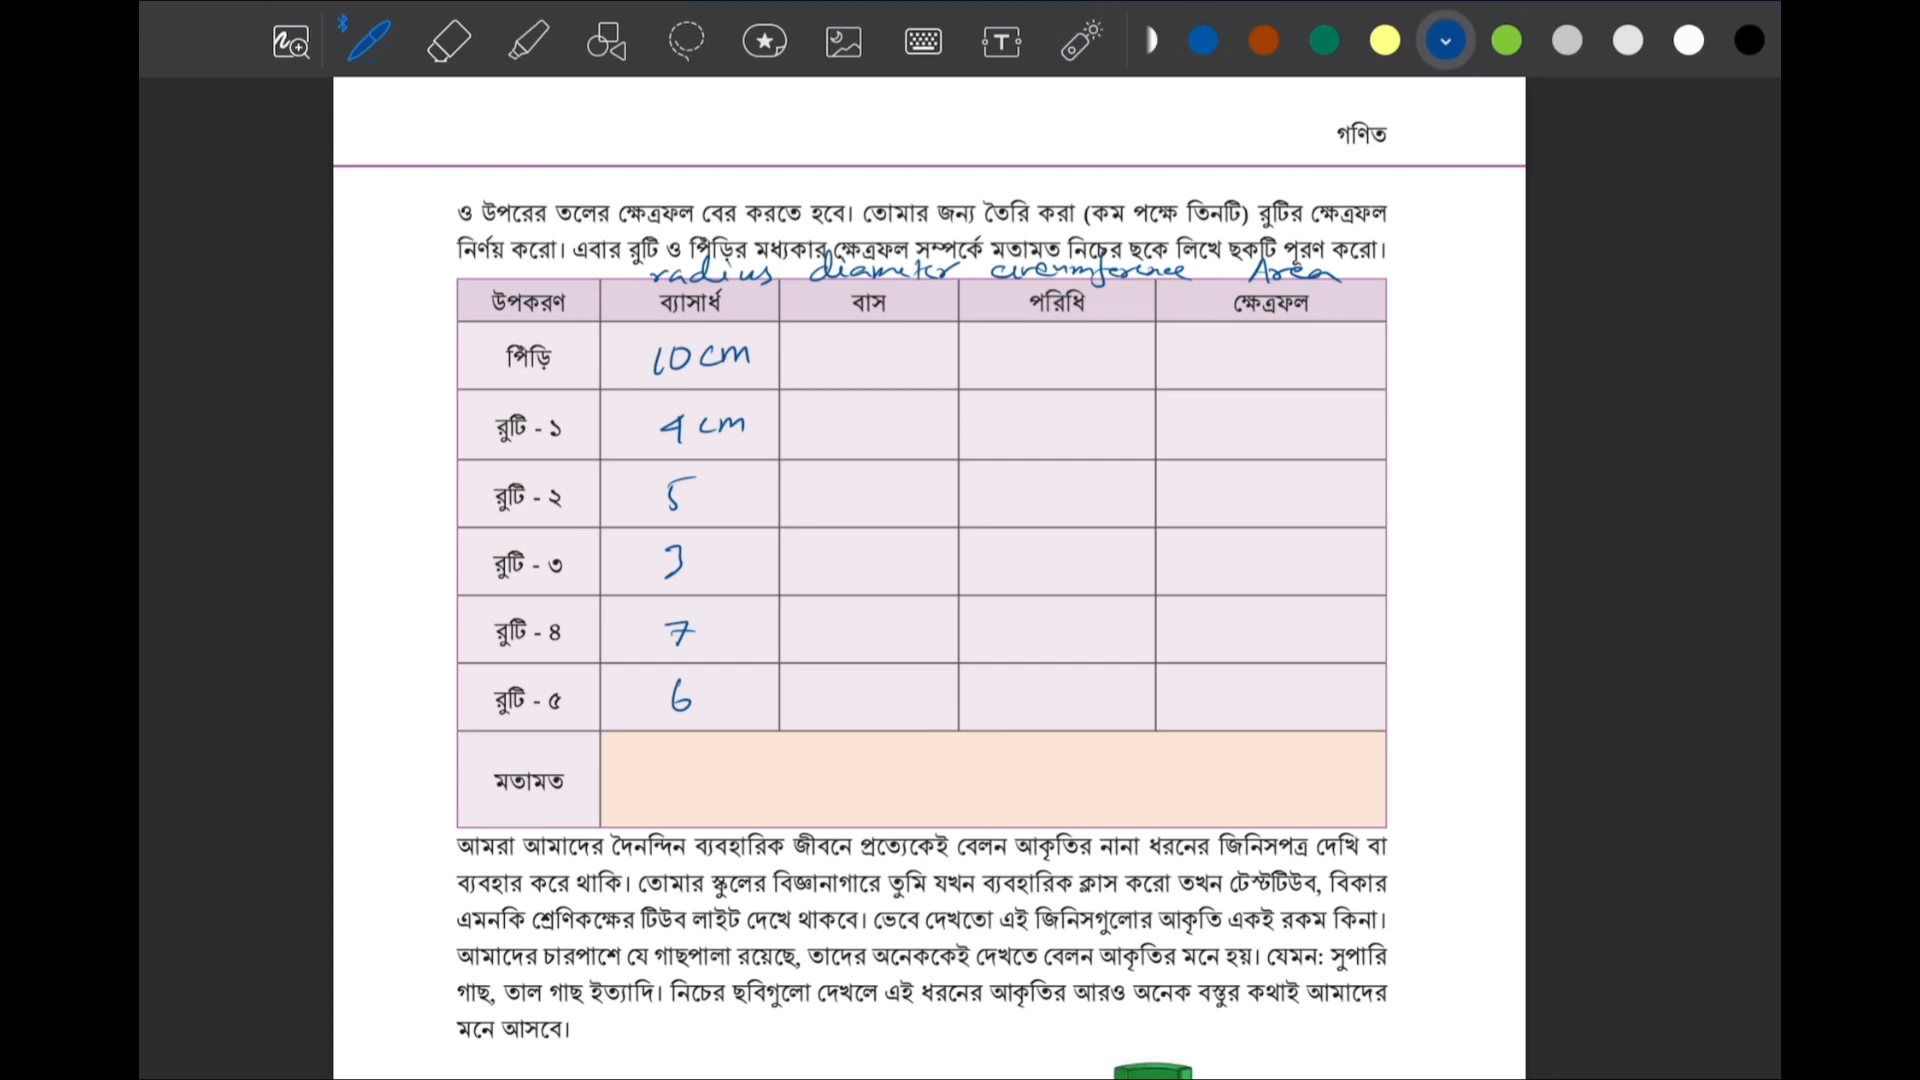 গণিত
ও উপরের তলের ক্ষেত্রফল বের করতে হবে। তোমার জন্য তৈরি করা (কম পক্ষে তিনটি) রুটির ক্ষেত্রফল
নির্ণয় করো। এবার রুটি ও পিঁড়ির মধ্যকার ক্ষেত্রফল সম্পর্কে মতামত নিচের ছকে লিখে ছকটি পূরণ করো।
radius diameter circumference Area
উপকরণ ব্যাসার্ধ বাস পরিধি ক্ষেত্রফল
পিঁড়ি 10 cm
রুটি - ১ 4 cm
রুটি - ২ 5
রুটি - ৩ 3
রুটি - ৪ 7
রুটি - ৫ 6
মতামত
আমরা আমাদের দৈনন্দিন ব্যবহারিক জীবনে প্রত্যেকেই বেলন আকৃতির নানা ধরনের জিনিসপত্র দেখি বা
ব্যবহার করে থাকি। তোমার স্কুলের বিজ্ঞানাগারে তুমি যখন ব্যবহারিক ক্লাস করো তখন টেস্টটিউব, বিকার
এমনকি শ্রেণিকক্ষের টিউব লাইট দেখে থাকবে। ভেবে দেখতো এই জিনিসগুলোর আকৃতি একই রকম কিনা।
আমাদের চারপাশে যে গাছপালা রয়েছে, তাদের অনেককেই দেখতে বেলন আকৃতির মনে হয়। যেমন: সুপারি
গাছ, তাল গাছ ইত্যাদি। নিচের ছবিগুলো দেখলে এই ধরনের আকৃতির আরও অনেক বস্তুর কথাই আমাদের
মনে আসবে।